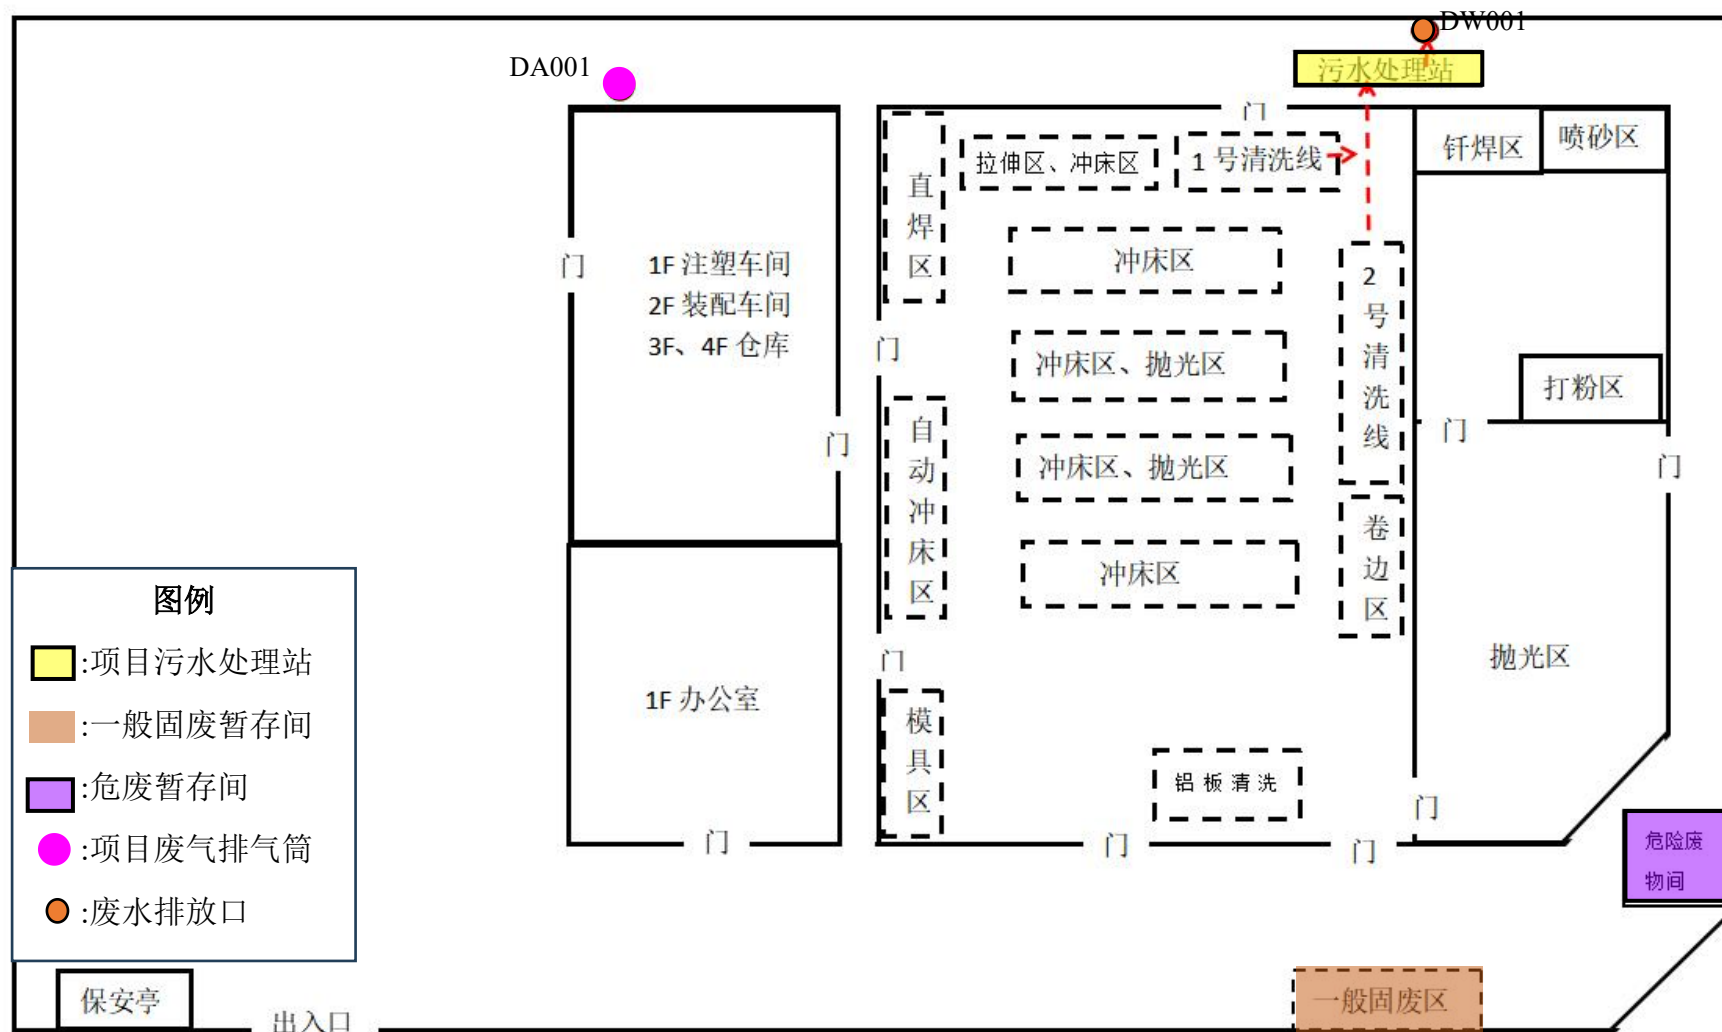 DW001
DA001
污水处理站
门
钎焊区
喷砂区
拉伸区、冲床区
1 号清洗线
直焊区
冲床区
门
1F 注塑车间
2F 装配车间
3F、4F 仓库
2号清洗线
门
冲床区、抛光区
打粉区
自动冲床区
门
门
门
冲床区、抛光区
卷边区
冲床区
图例
:项目污水处理站
:一般固废暂存间
:危废暂存间
:项目废气排气筒
:废水排放口
门
抛光区
1F 办公室
模具区
铝板清洗
门
门
门
门
危险废
物间
保安亭
出入口
一般固废区